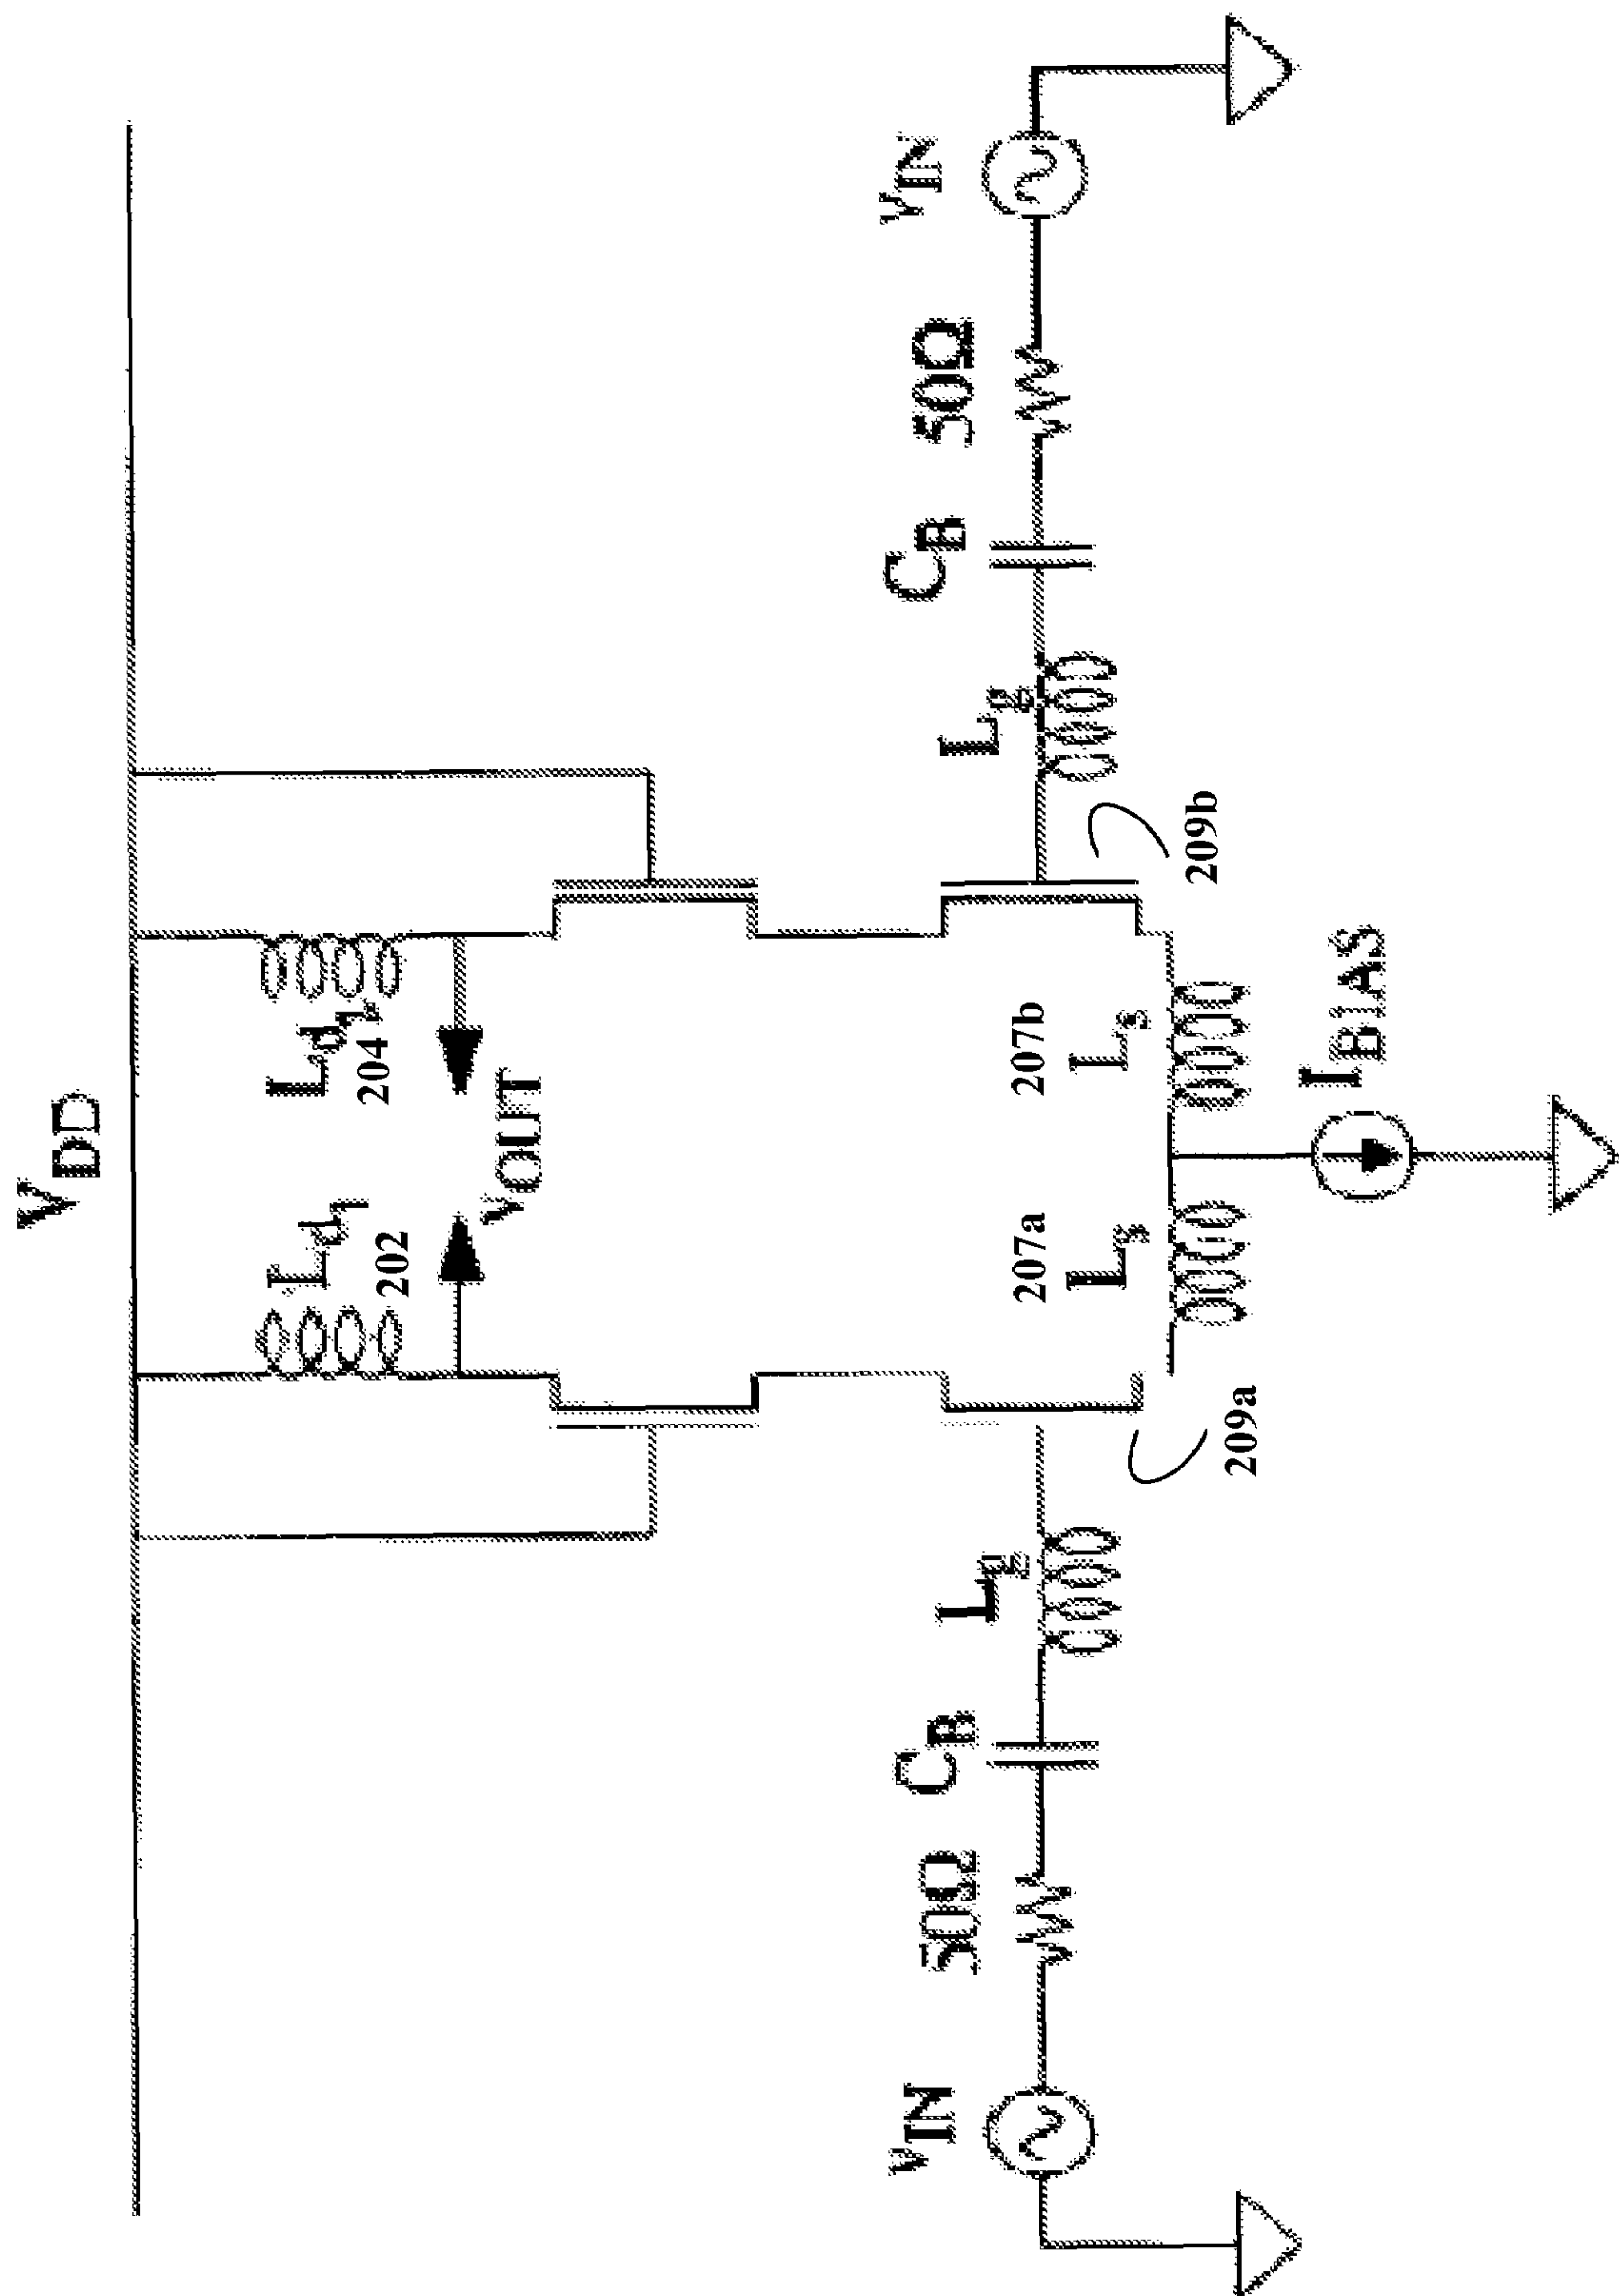 VDD
Ld1
202
Ld2
204
vOUT
vIN
50Ω
CB
Lg
207a
Ls
207b
Ls
Lg
CB
50Ω
vIN
209a
209b
IBIAS